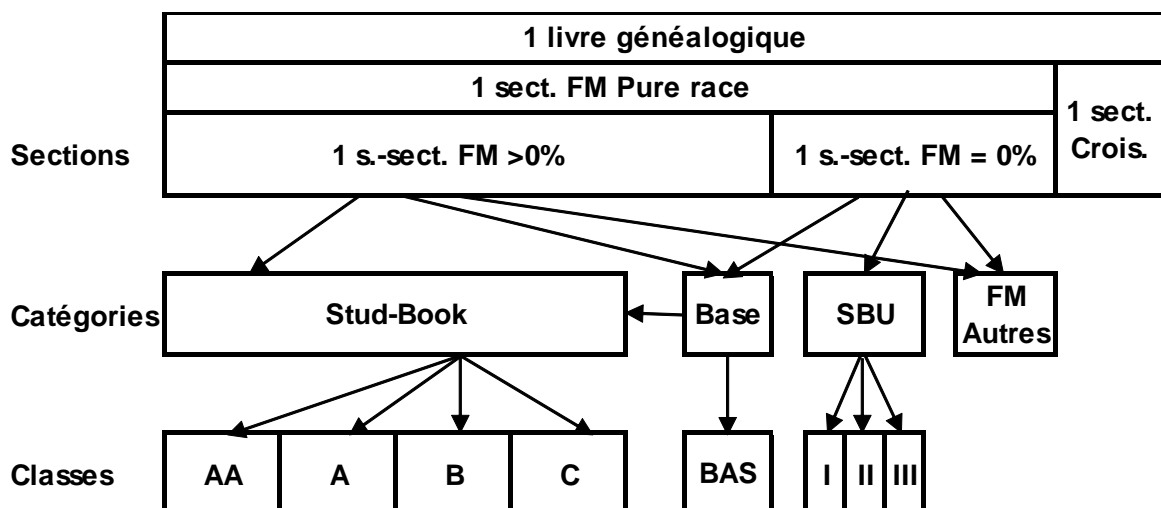 1 livre généalogique
1 sect. FM Pure race
1 sect.
Crois.
Sections
1 s.-sect. FM >0%
1 s.-sect. FM = 0%
Catégories
Stud-Book
Base
SBU
FM
Autres
Classes
AA
A
B
C
BAS
I
II
III